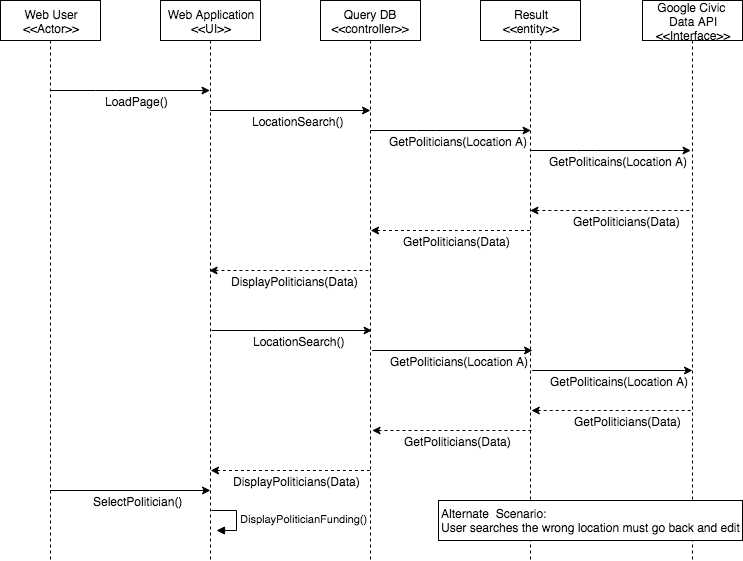 Web User
<<Actor>>
Web Application
<<UI>>
Query DB
<<controller>>
Result
<<entity>>
Google Civic
Data API
<<Interface>>
LoadPage()
LocationSearch()
GetPoliticians(Location A)
GetPoliticains(Location A)
GetPoliticians(Data)
GetPoliticians(Data)
DisplayPoliticians(Data)
LocationSearch()
GetPoliticians(Location A)
GetPoliticains(Location A)
GetPoliticians(Data)
GetPoliticians(Data)
DisplayPoliticians(Data)
SelectPolitician()
DisplayPoliticianFunding()
Alternate Scenario:
User searches the wrong location must go back and edit